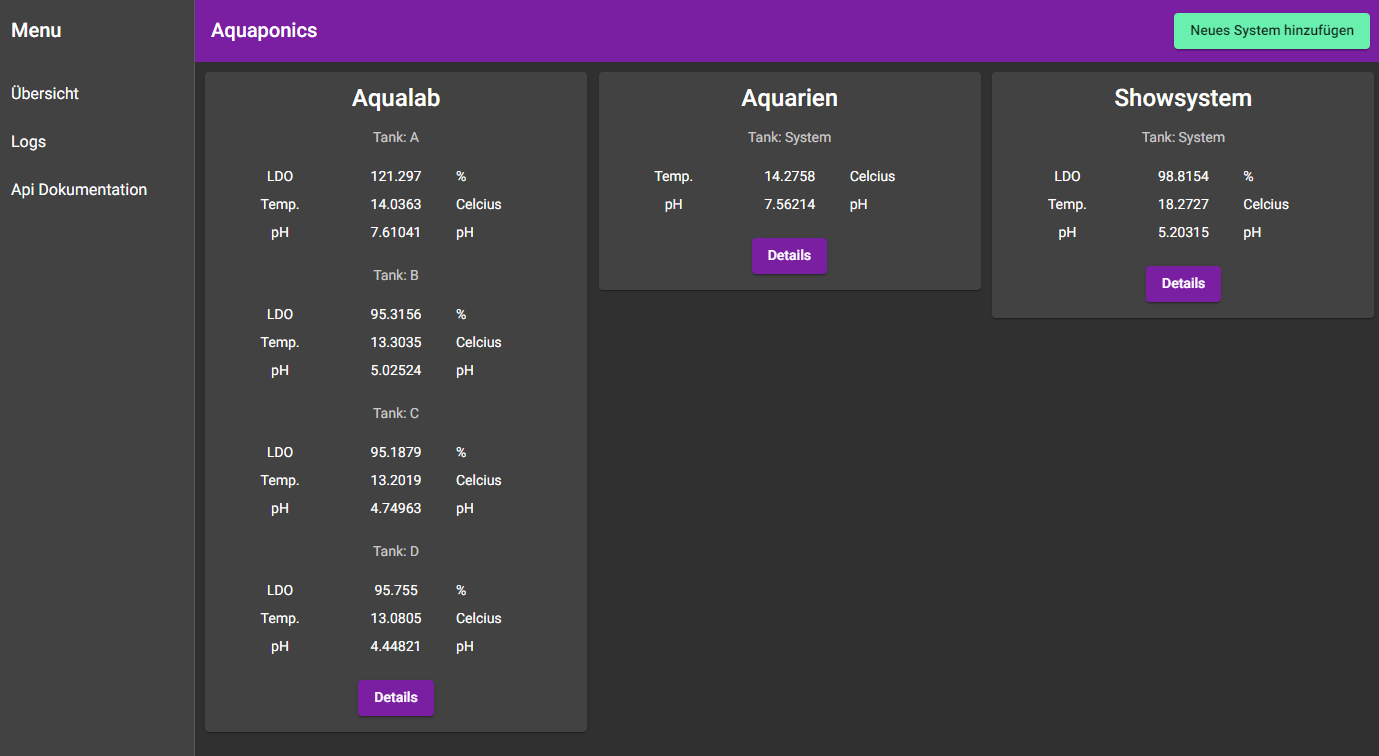 Menu
Übersicht
Logs
Api Dokumentation
Aquaponics
Neues System hinzufügen
Aqualab
Tank: A
LDO 121.297 %
Temp. 14.0363 Celcius
pH 7.61041 pH
Tank: B
LDO 95.3156 %
Temp. 13.3035 Celcius
pH 5.02524 pH
Tank: C
LDO 95.1879 %
Temp. 13.2019 Celcius
pH 4.74963 pH
Tank: D
LDO 95.755 %
Temp. 13.0805 Celcius
pH 4.44821 pH
Details
Aquarien
Tank: System
Temp. 14.2758 Celcius
pH 7.56214 pH
Details
Showsystem
Tank: System
LDO 98.8154 %
Temp. 18.2727 Celcius
pH 5.20315 pH
Details